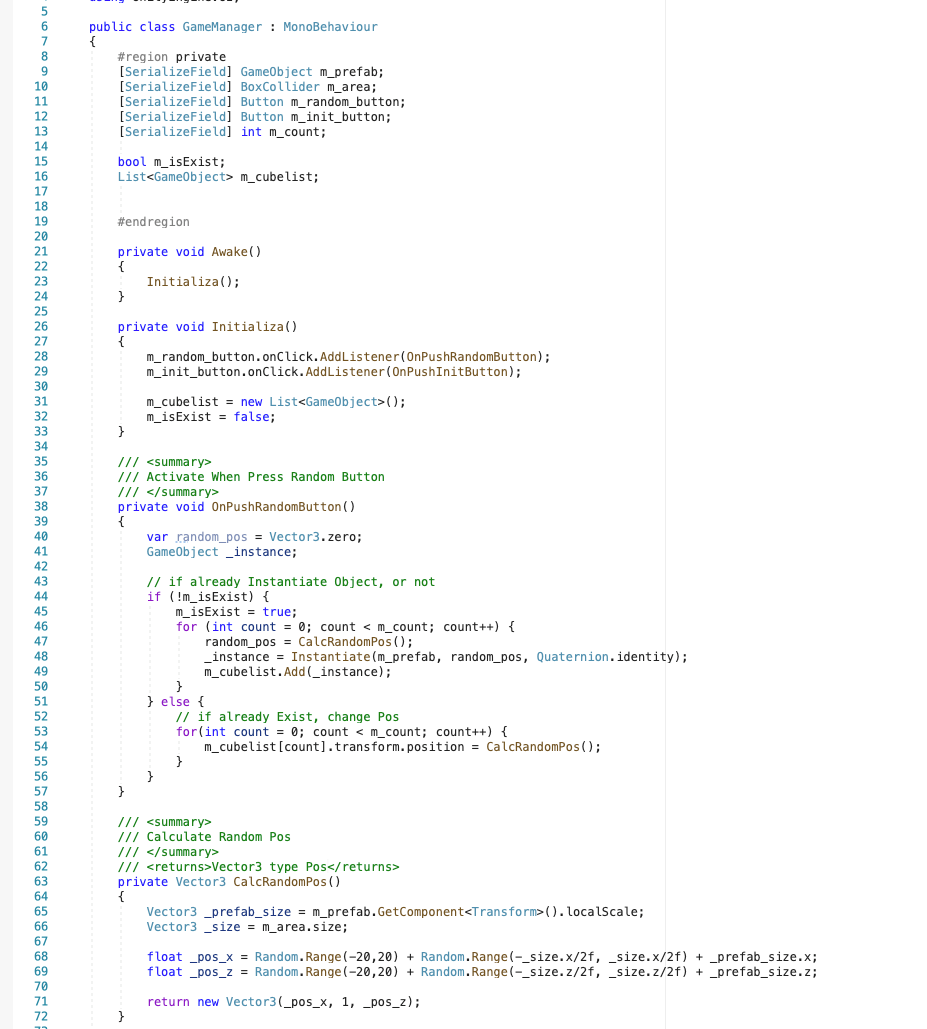 5
6 public class GameManager : MonoBehaviour
7 {
8 #region private
9 [SerializeField] GameObject m_prefab;
10 [SerializeField] BoxCollider m_area;
11 [SerializeField] Button m_random_button;
12 [SerializeField] Button m_init_button;
13 [SerializeField] int m_count;
14
15 bool m_isExist;
16 List<GameObject> m_cubelist;
17
18
19 #endregion
20
21 private void Awake()
22 {
23 Initializa();
24 }
25
26 private void Initializa()
27 {
28 m_random_button.onClick.AddListener(OnPushRandomButton);
29 m_init_button.onClick.AddListener(OnPushInitButton);
30
31 m_cubelist = new List<GameObject>();
32 m_isExist = false;
33 }
34
35 /// <summary>
36 /// Activate When Press Random Button
37 /// </summary>
38 private void OnPushRandomButton()
39 {
40 var random_pos = Vector3.zero;
41 GameObject _instance;
42
43 // if already Instantiate Object, or not
44 if (!m_isExist) {
45 m_isExist = true;
46 for (int count = 0; count < m_count; count++) {
47 random_pos = CalcRandomPos();
48 _instance = Instantiate(m_prefab, random_pos, Quaternion.identity);
49 m_cubelist.Add(_instance);
50 }
51 } else {
52 // if already Exist, change Pos
53 for(int count = 0; count < m_count; count++) {
54 m_cubelist[count].transform.position = CalcRandomPos();
55 }
56 }
57 }
58
59 /// <summary>
60 /// Calculate Random Pos
61 /// </summary>
62 /// <returns>Vector3 type Pos</returns>
63 private Vector3 CalcRandomPos()
64 {
65 Vector3 _prefab_size = m_prefab.GetComponent<Transform>().localScale;
66 Vector3 _size = m_area.size;
67
68 float _pos_x = Random.Range(-20,20) + Random.Range(-_size.x/2f, _size.x/2f) + _prefab_size.x;
69 float _pos_z = Random.Range(-20,20) + Random.Range(-_size.z/2f, _size.z/2f) + _prefab_size.z;
70
71 return new Vector3(_pos_x, 1, _pos_z);
72 }